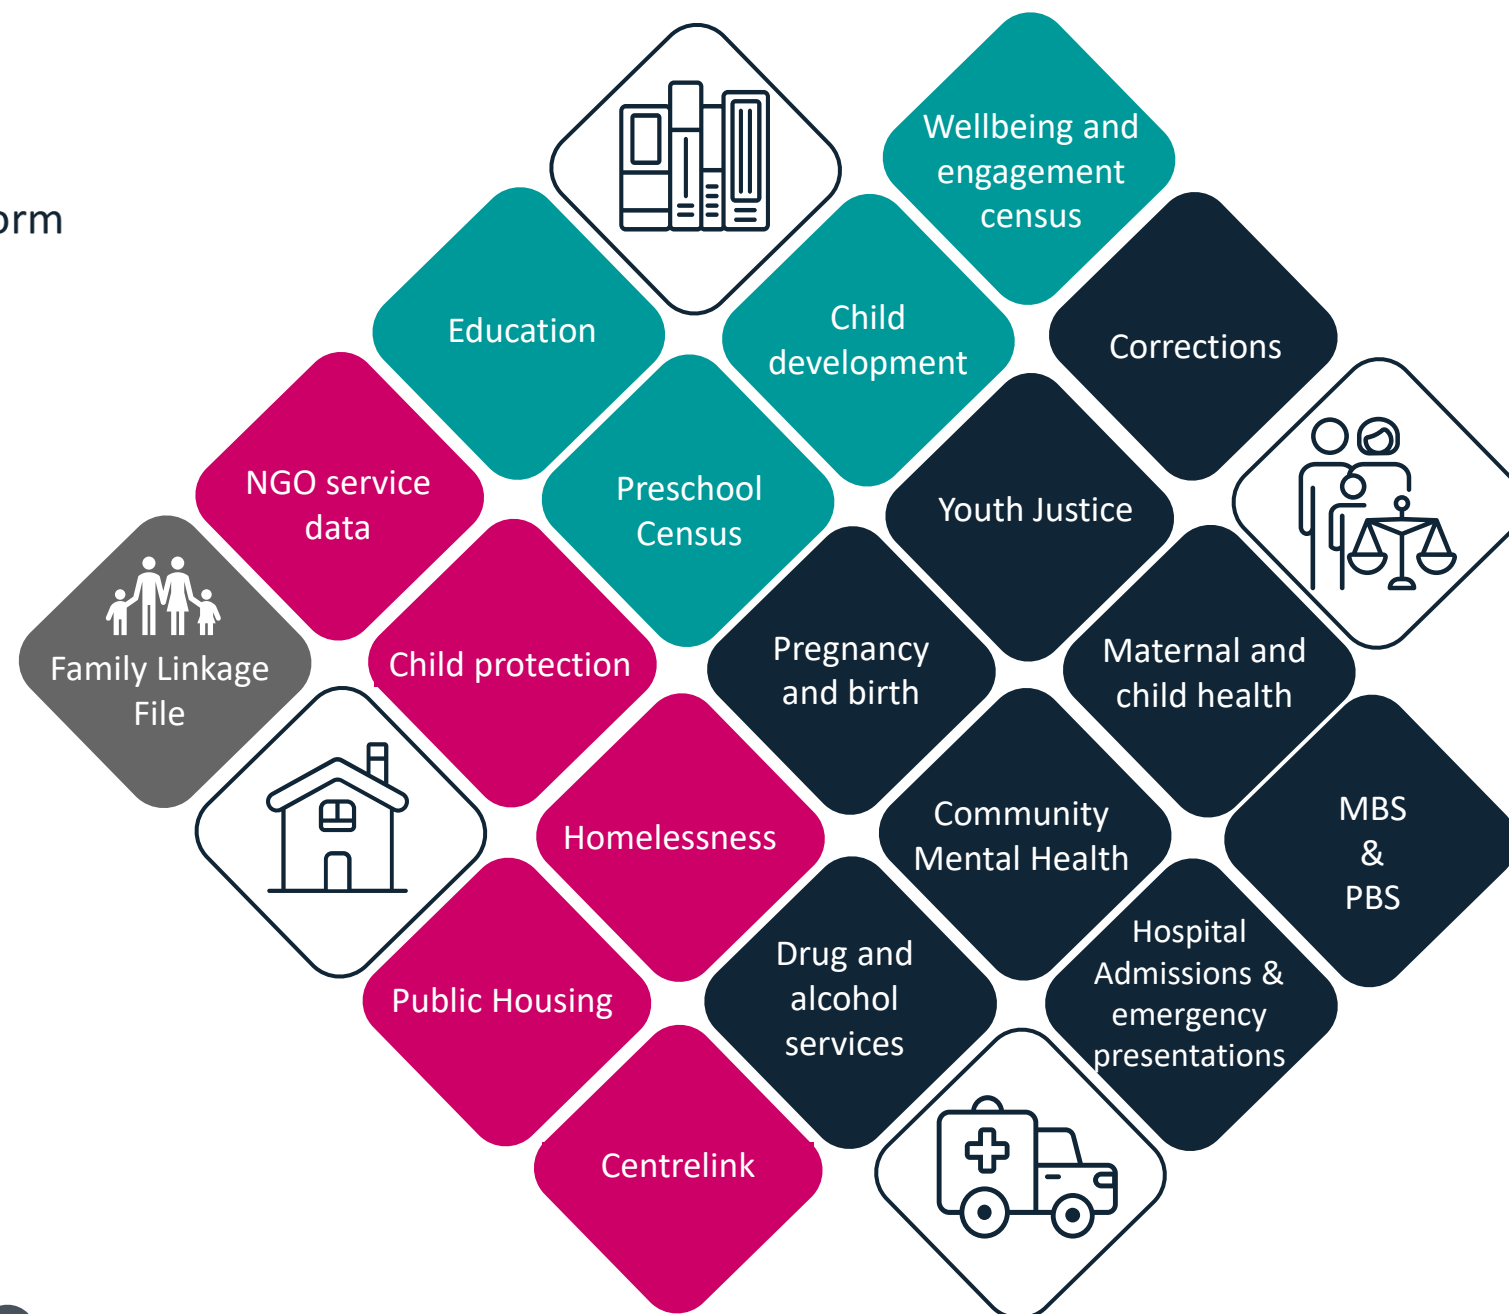 orm
Wellbeing and
engagement
census
Education
Child
development
Corrections
NGO service
data
Preschool
Census
Youth Justice
Family Linkage
File
Child protection
Pregnancy
and birth
Maternal and
child health
Homelessness
Community
Mental Health
MBS
&
PBS
Public Housing
Drug and
alcohol
services
Hospital
Admissions &
emergency
presentations
Centrelink